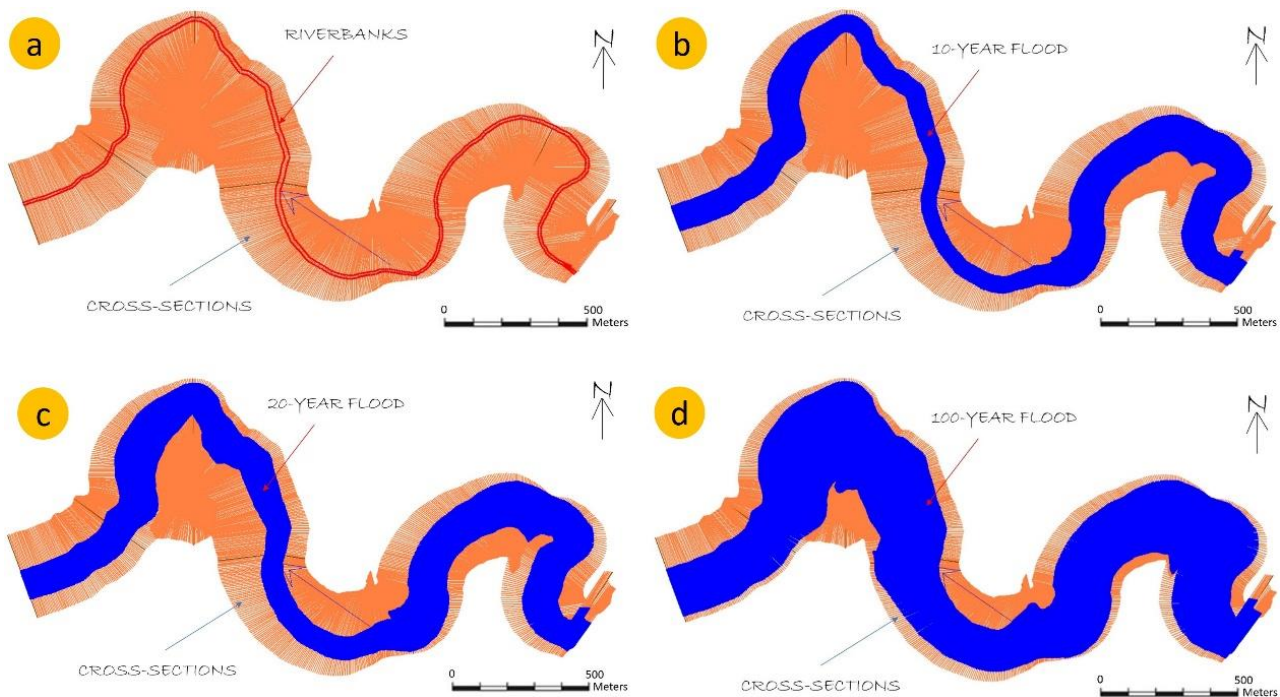 a
RIVERBANKS
N
CROSS-SECTIONS
0 500
Meters
b
10-YEAR FLOOD
N
CROSS-SECTIONS
0 500
Meters
c
20-YEAR FLOOD
N
CROSS-SECTIONS
0 500
Meters
d
100-YEAR FLOOD
N
CROSS-SECTIONS
0 500
Meters